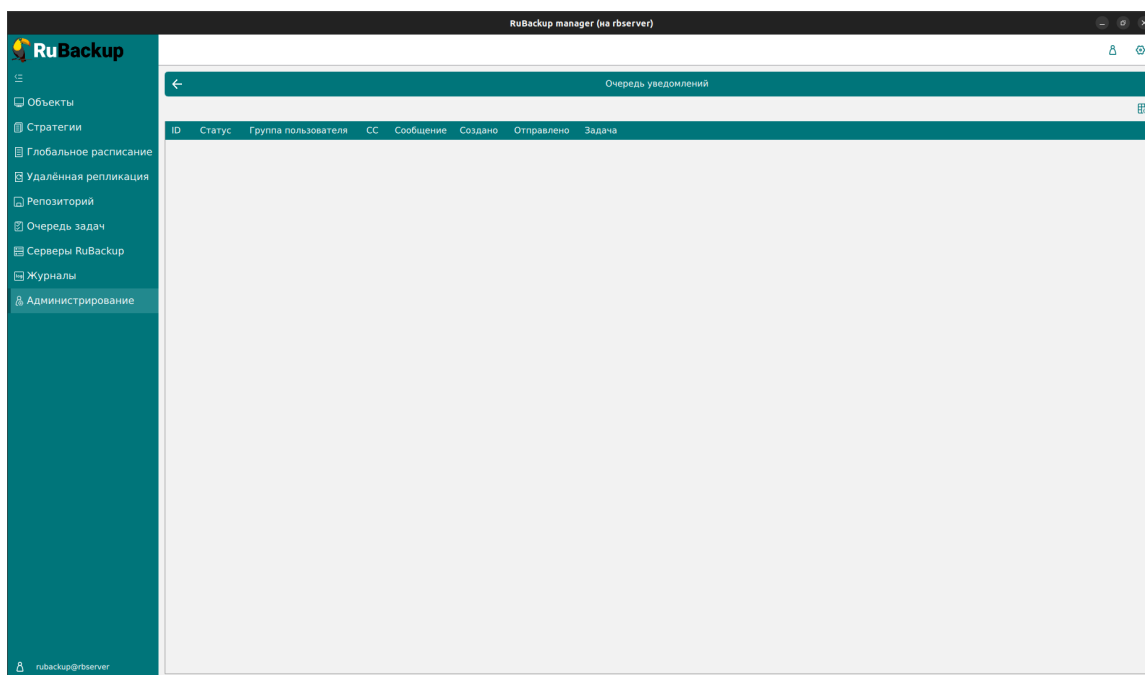 RuBackup manager (на rbserver)
RuBackup
Очередь уведомлений
Объекты
Стратегии
ID Статус Группа пользователя CC Сообщение Создано Отправлено Задача
Глобальное расписание
Удалённая репликация
Репозиторий
Очередь задач
Серверы RuBackup
Журналы
Администрирование
rubackup@rbserver